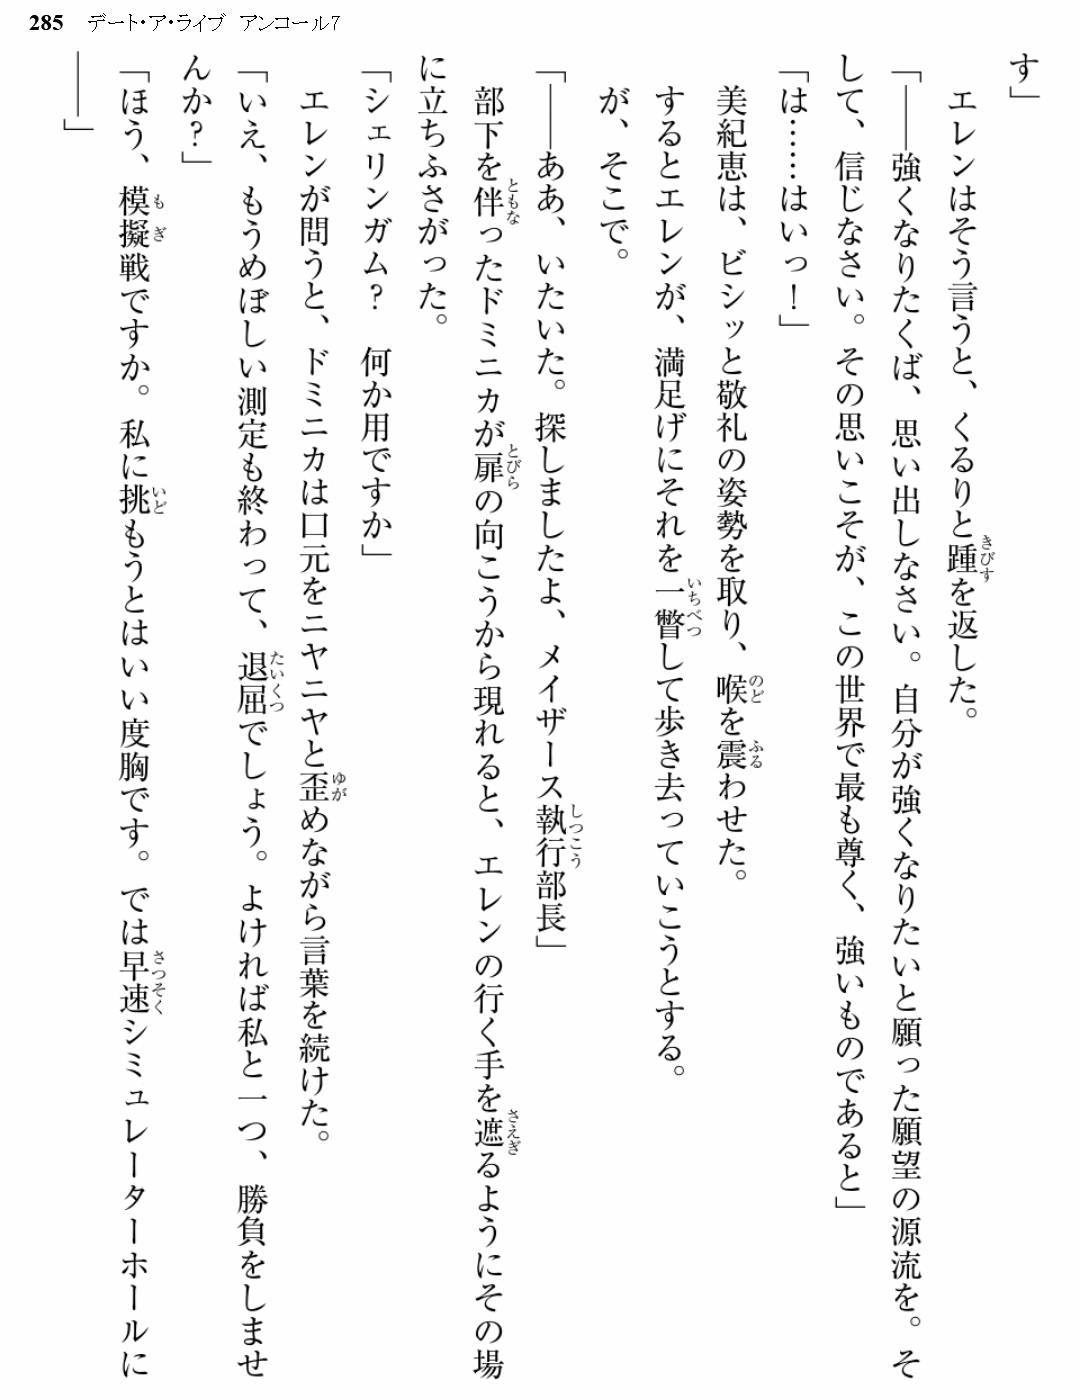 285 デート・ア・ライブ アンコール7
す」
　エレンはそう言うと、くるりと踵を返した。
「――強くなりたくば、思い出しなさい。自分が強くなりたいと願った願望の源流を。そ
して、信じなさい。その思いこそが、この世界で最も尊く、強いものであると」
「は……はいっ！」
　美紀恵は、ビシッと敬礼の姿勢を取り、喉を震わせた。
　するとエレンが、満足げにそれを一瞥して歩き去っていこうとする。
　が、そこで。
「――ああ、いたいた。探しましたよ、メイザース執行部長」
　部下を伴ったドミニカが扉の向こうから現れると、エレンの行く手を遮るようにその場
に立ちふさがった。
「シェリンガム？　何か用ですか」
　エレンが問うと、ドミニカは口元をニヤニヤと歪めながら言葉を続けた。
「いえ、もうめぼしい測定も終わって、退屈でしょう。よければ私と一つ、勝負をしませ
んか？」
「ほう、模擬戦ですか。私に挑もうとはいい度胸です。では早速シミュレーターホールに
――」